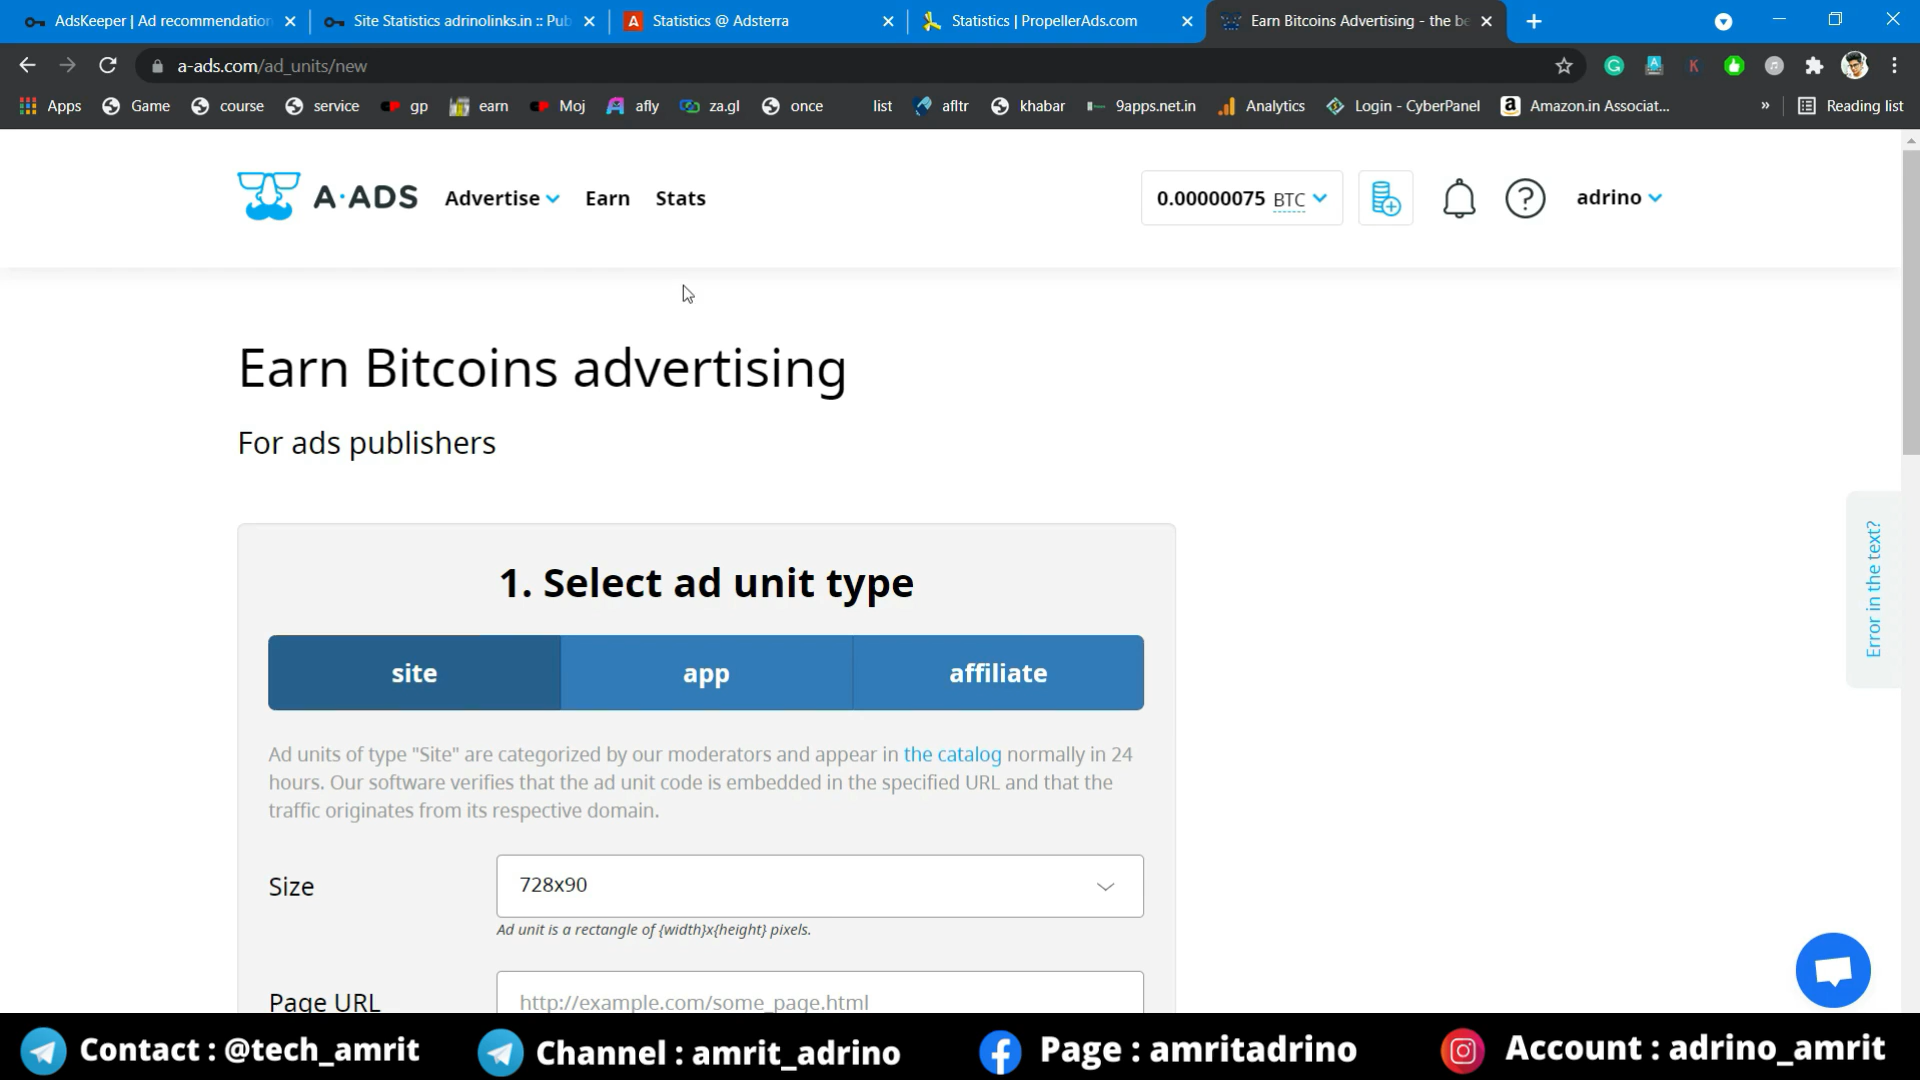 AdsKeeper | Ad recommendation
Site Statistics adrinolinks.in :: Pub
A Statistics @ Adsterra
Statistics | PropellerAds.com
Earn Bitcoins Advertising - the be
a-ads.com/ad_units/new
Apps Game course service gp earn Moj afly za.gl once list afltr khabar 9apps.net.in Analytics Login - CyberPanel Amazon.in Associat... » Reading list
A·ADS Advertise Earn Stats 0.00000075 BTC adrino
Earn Bitcoins advertising
For ads publishers
1. Select ad unit type
site app affiliate
Ad units of type "Site" are categorized by our moderators and appear in the catalog normally in 24
hours. Our software verifies that the ad unit code is embedded in the specified URL and that the
traffic originates from its respective domain.
Size 728x90
Ad unit is a rectangle of {width}x{height} pixels.
Page URL http://example.com/some_page.html
Error in the text?
Contact : @tech_amrit Channel : amrit_adrino Page : amritadrino Account : adrino_amrit